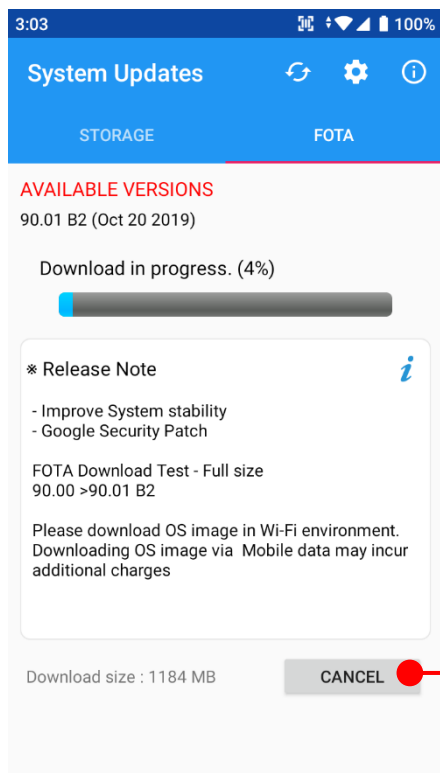 3:03 100%
System Updates
STORAGE FOTA
AVAILABLE VERSIONS
90.01 B2 (Oct 20 2019)
Download in progress. (4%)
※ Release Note
- Improve System stability
- Google Security Patch
FOTA Download Test - Full size
90.00 >90.01 B2
Please download OS image in Wi-Fi environment.
Downloading OS image via  Mobile data may incur
additional charges
Download size : 1184 MB CANCEL